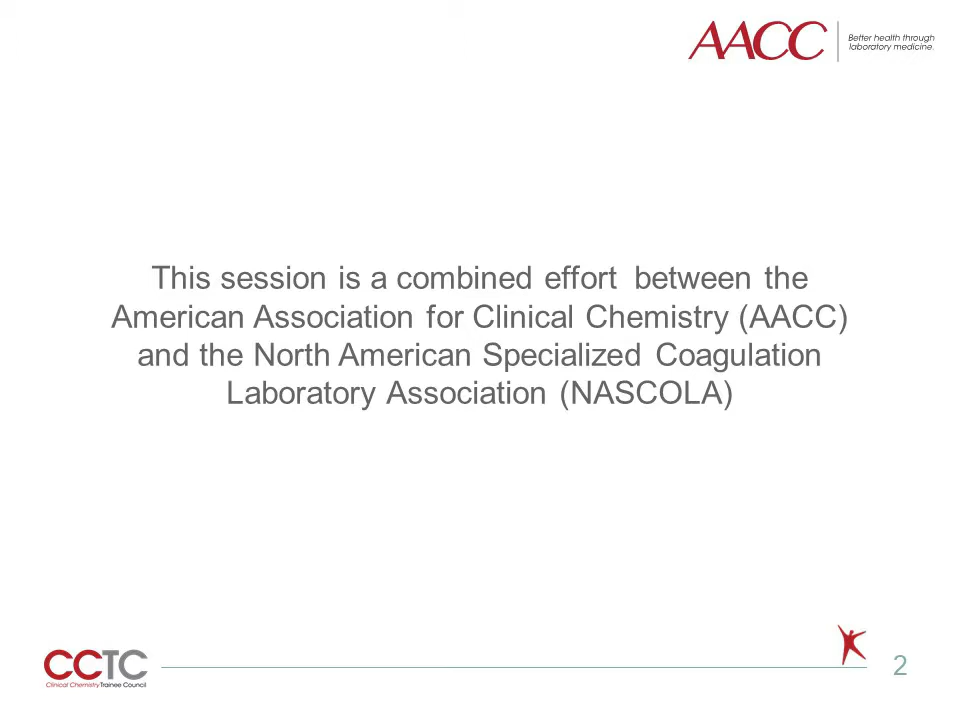 AACC
Better health through
laboratory medicine.
This session is a combined effort between the
American Association for Clinical Chemistry (AACC)
and the North American Specialized Coagulation
Laboratory Association (NASCOLA)
CCTC
Clinical Chemistry Trainee Council
2